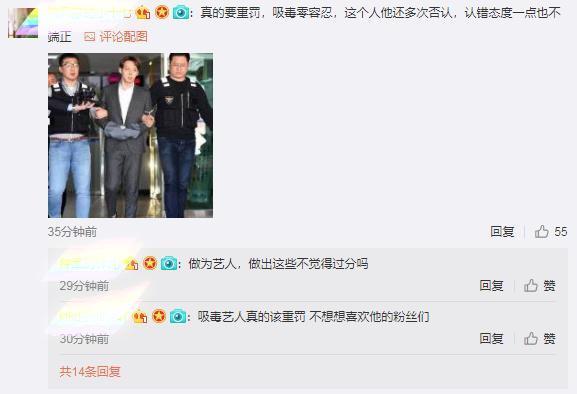 ：真的要重罚，吸毒零容忍，这个人他还多次否认，认错态度一点也不
端正 评论配图
35分钟前 回复 55
：做为艺人，做出这些不觉得过分吗
29分钟前 回复 赞
：吸毒艺人真的该重罚 不想想喜欢他的粉丝们
30分钟前 回复 赞
共14条回复